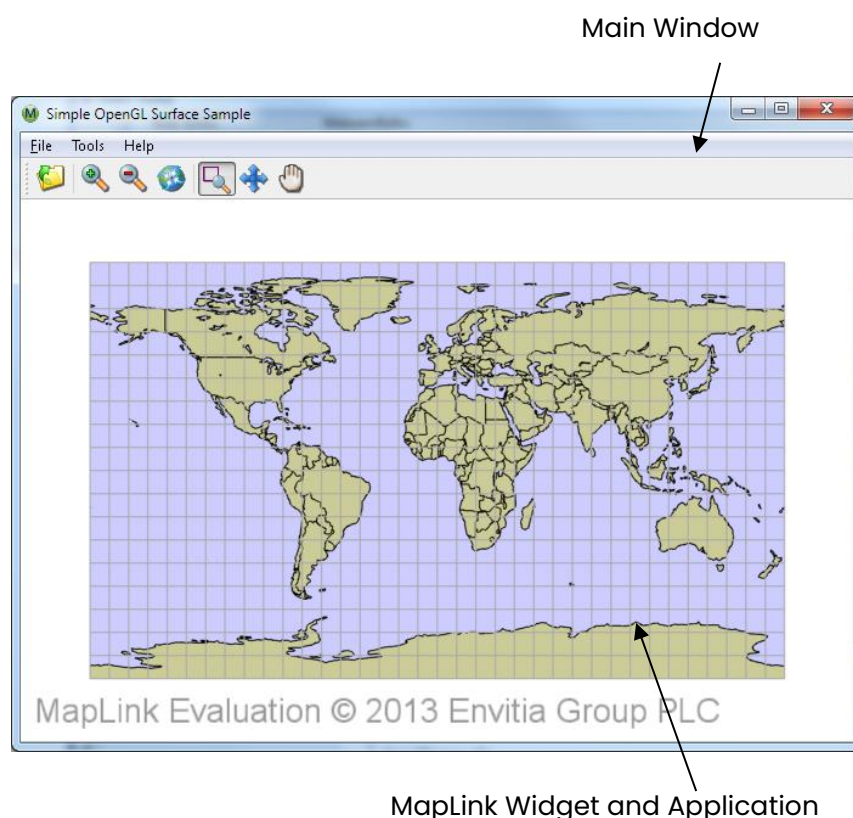 Main Window
Simple OpenGL Surface Sample
File Tools Help
MapLink Evaluation © 2013 Envitia Group PLC
MapLink Widget and Application